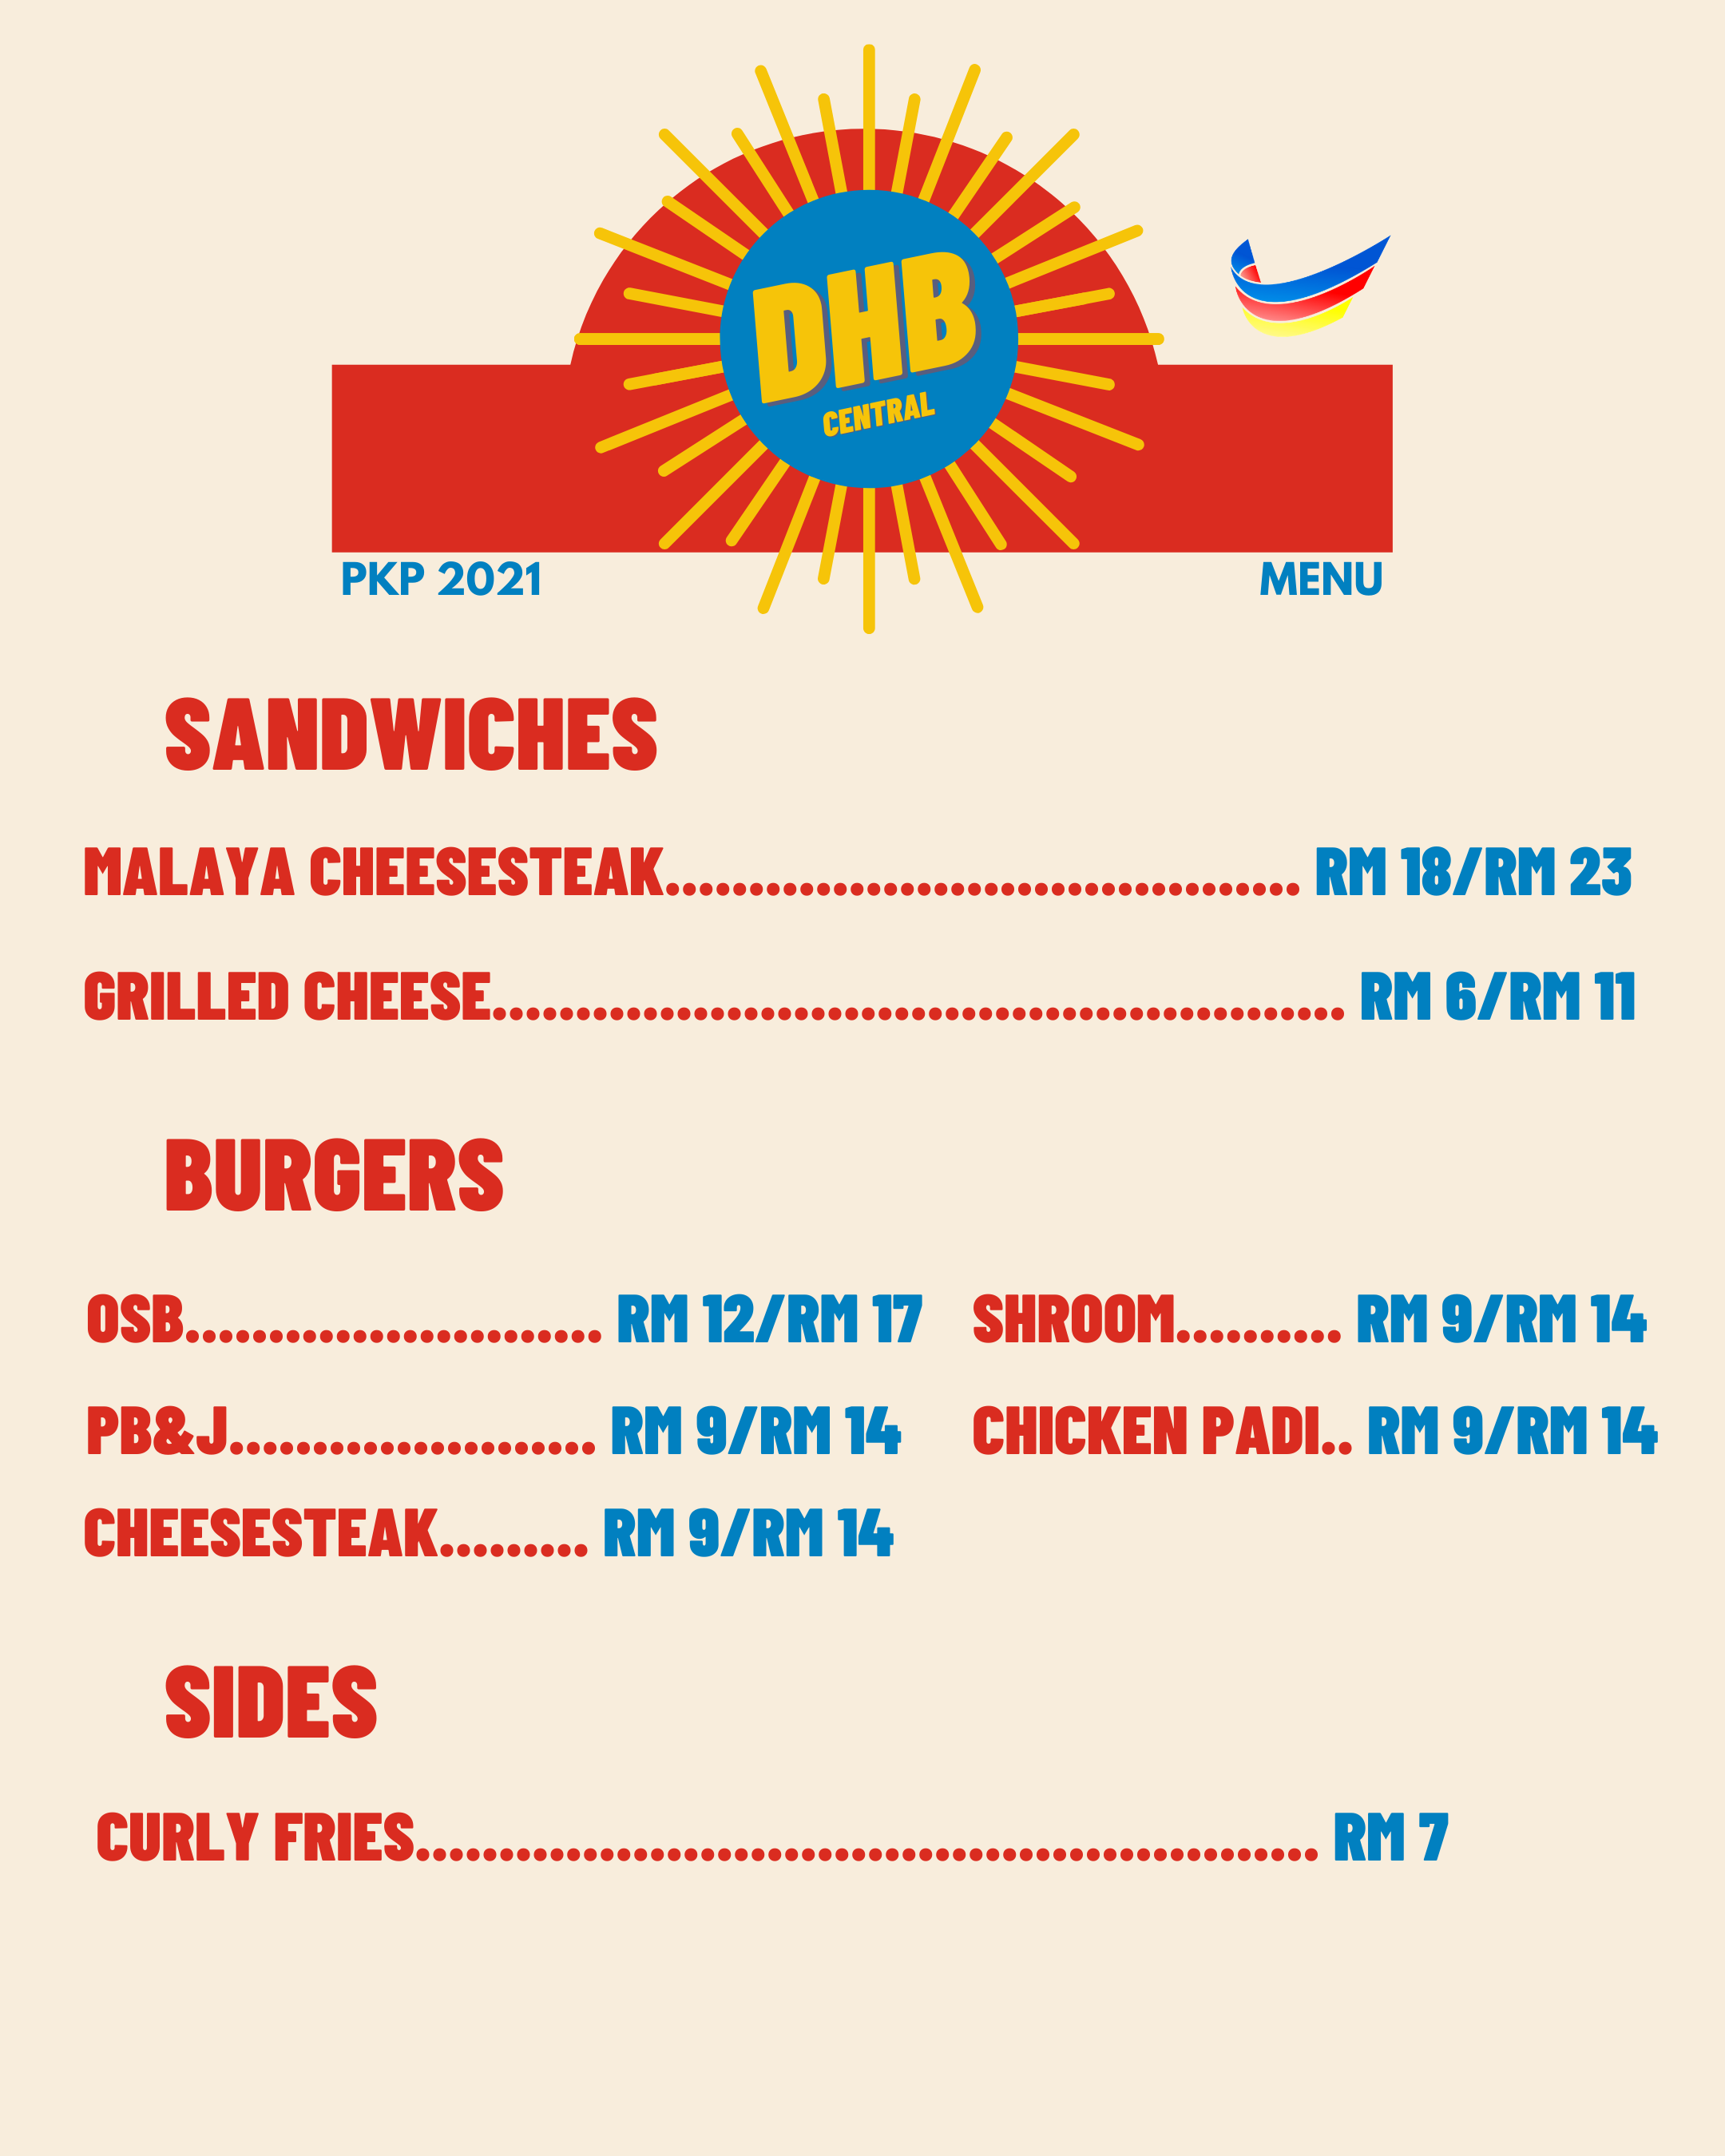 DHB
CENTRAL
PKP 2021
MENU
SANDWICHES
MALAYA CHEESESTEAK...................................... RM 18/RM 23
GRILLED CHEESE................................................... RM 6/RM 11
BURGERS
OSB......................... RM 12/RM 17
SHROOM.......... RM 9/RM 14
PB&J...................... RM 9/RM 14
CHICKEN PADI.. RM 9/RM 14
CHEESESTEAK......... RM 9/RM 14
SIDES
CURLY FRIES...................................................... RM 7